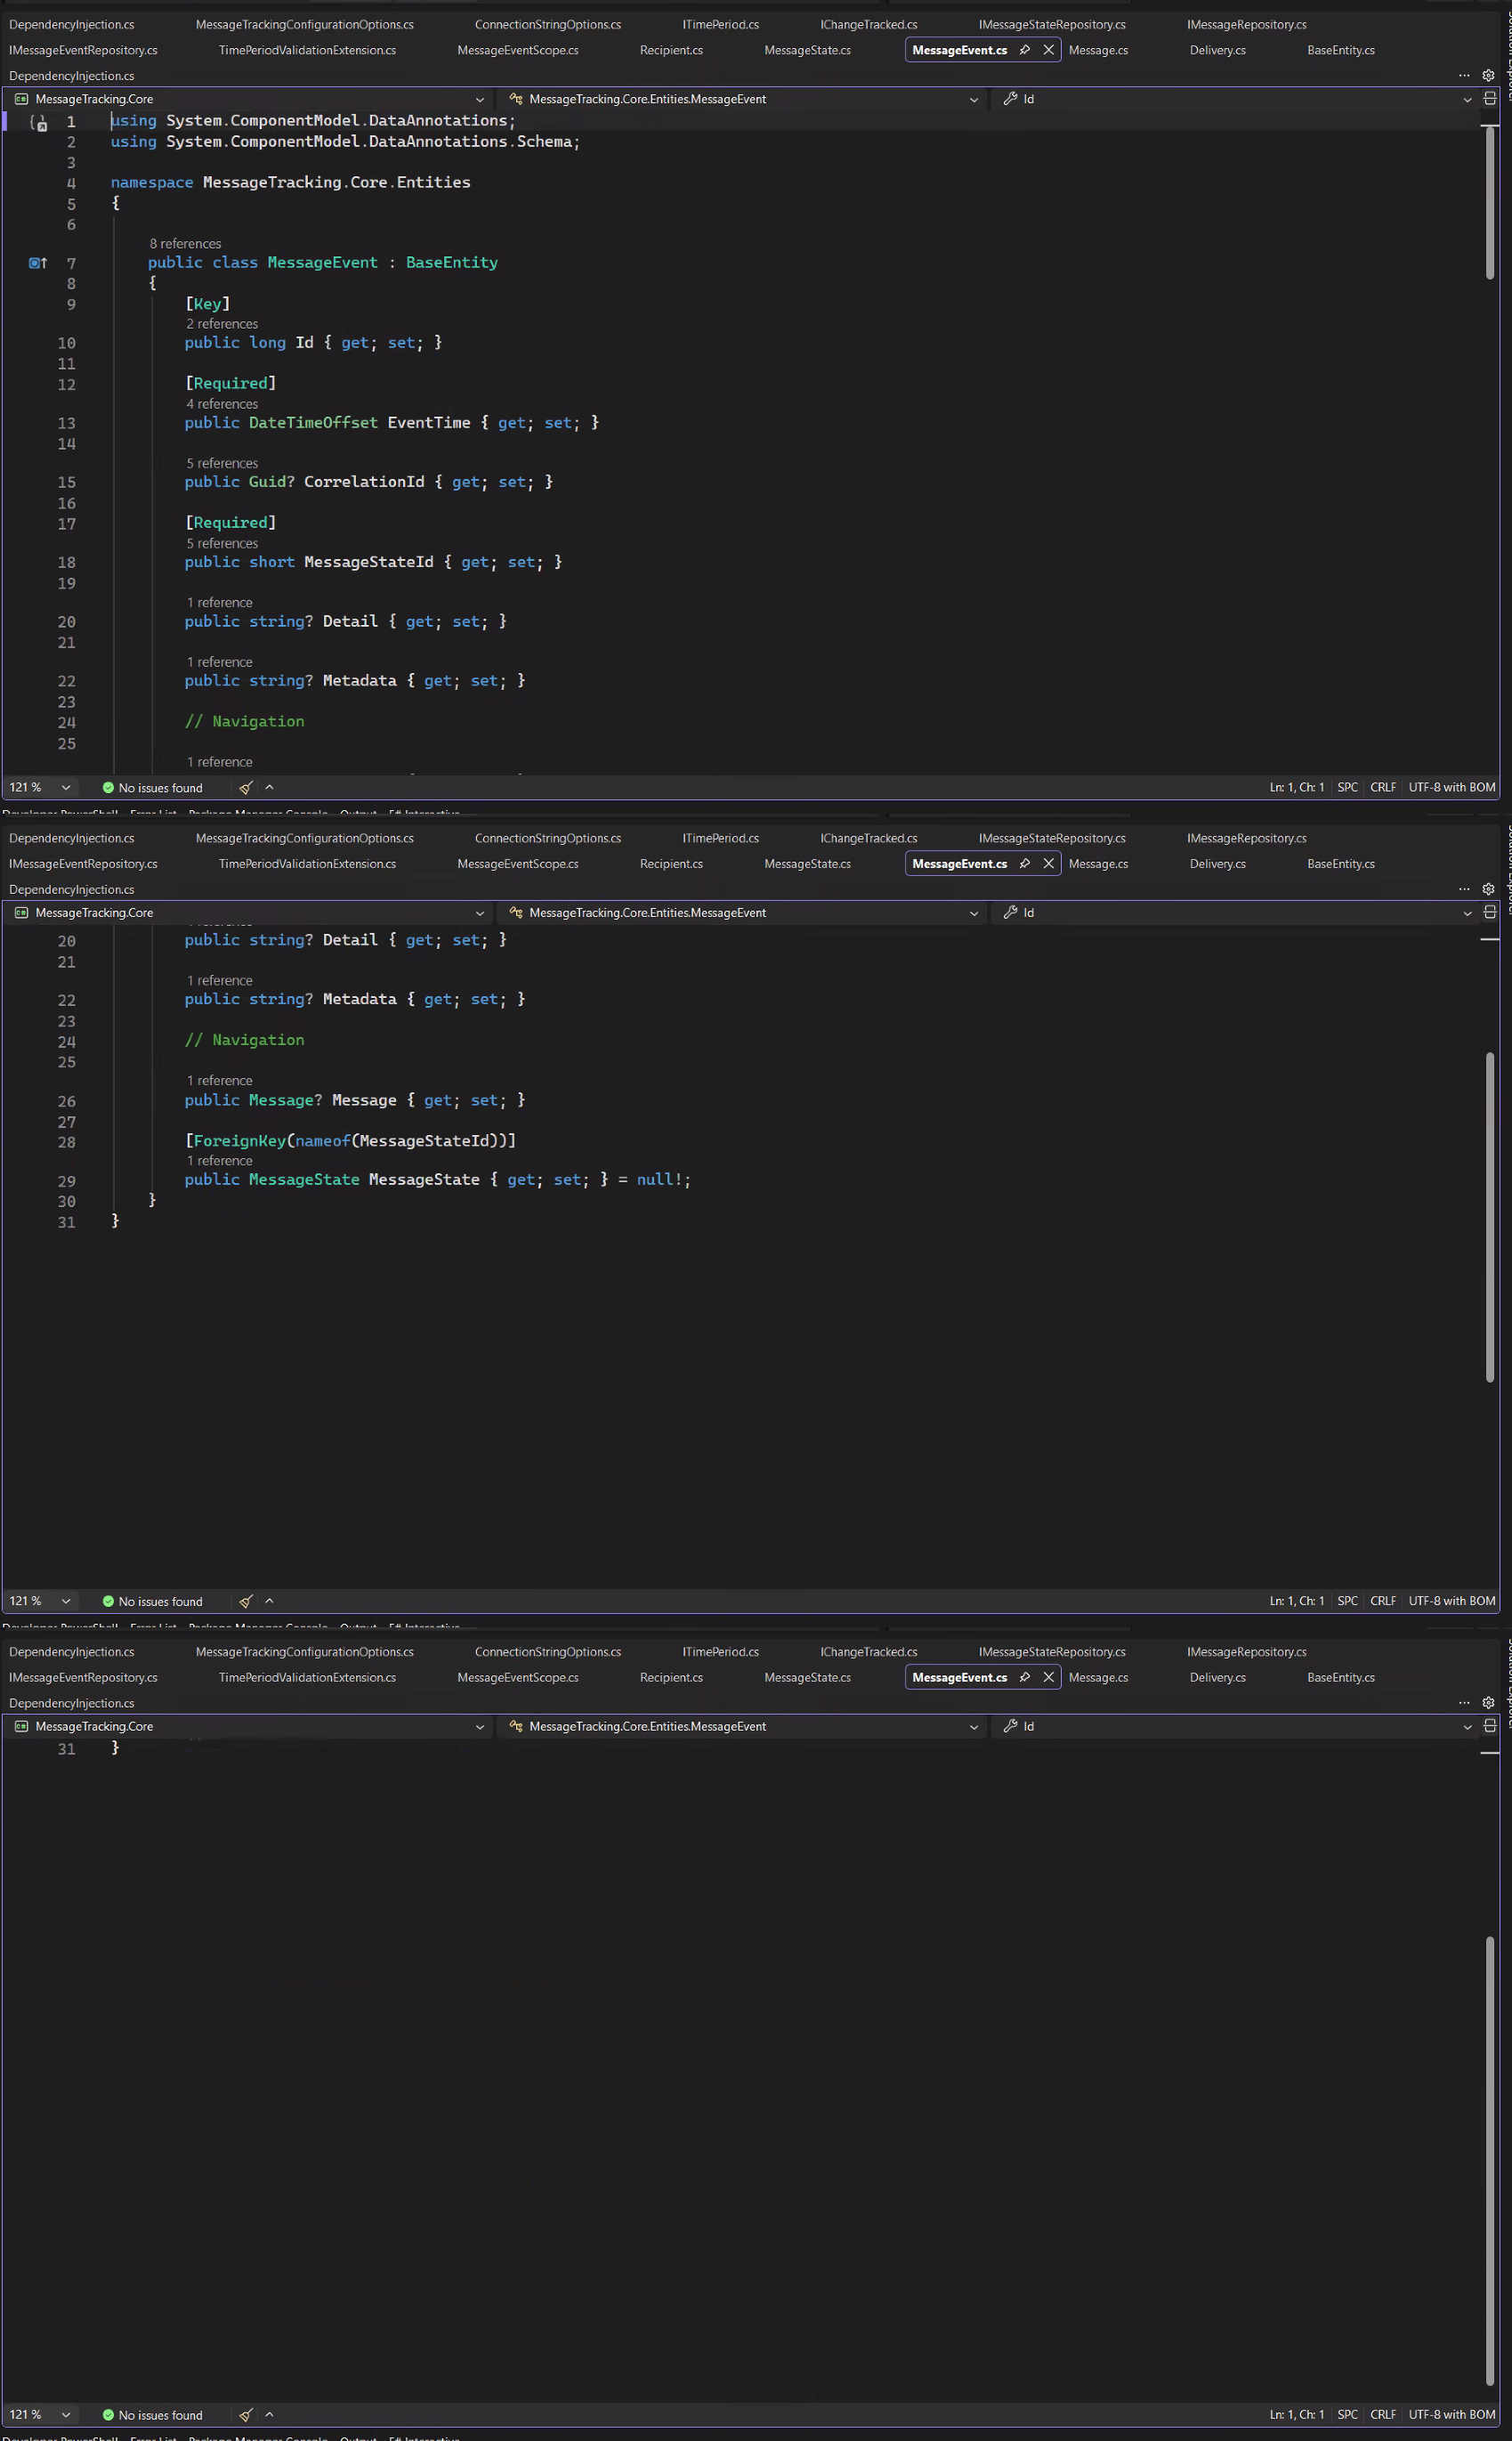 DependencyInjection.cs MessageTrackingConfigurationOptions.cs ConnectionStringOptions.cs ITimePeriod.cs IChangeTracked.cs IMessageStateRepository.cs IMessageRepository.cs
IMessageEventRepository.cs TimePeriodValidationExtension.cs MessageEventScope.cs Recipient.cs MessageState.cs MessageEvent.cs Message.cs Delivery.cs BaseEntity.cs
DependencyInjection.cs
MessageTracking.Core MessageTracking.Core.Entities.MessageEvent Id
1 using System.ComponentModel.DataAnnotations;
2 using System.ComponentModel.DataAnnotations.Schema;
3
4 namespace MessageTracking.Core.Entities
5 {
6
8 references
7 public class MessageEvent : BaseEntity
8 {
9 [Key]
2 references
10 public long Id { get; set; }
11
12 [Required]
4 references
13 public DateTimeOffset EventTime { get; set; }
14
5 references
15 public Guid? CorrelationId { get; set; }
16
17 [Required]
5 references
18 public short MessageStateId { get; set; }
19
1 reference
20 public string? Detail { get; set; }
21
1 reference
22 public string? Metadata { get; set; }
23
24 // Navigation
25
1 reference
121 % No issues found Ln: 1, Ch: 1 SPC CRLF UTF-8 with BOM
DependencyInjection.cs MessageTrackingConfigurationOptions.cs ConnectionStringOptions.cs ITimePeriod.cs IChangeTracked.cs IMessageStateRepository.cs IMessageRepository.cs
IMessageEventRepository.cs TimePeriodValidationExtension.cs MessageEventScope.cs Recipient.cs MessageState.cs MessageEvent.cs Message.cs Delivery.cs BaseEntity.cs
DependencyInjection.cs
MessageTracking.Core MessageTracking.Core.Entities.MessageEvent Id
20 public string? Detail { get; set; }
21
1 reference
22 public string? Metadata { get; set; }
23
24 // Navigation
25
1 reference
26 public Message? Message { get; set; }
27
28 [ForeignKey(nameof(MessageStateId))]
1 reference
29 public MessageState MessageState { get; set; } = null!;
30 }
31 }
121 % No issues found Ln: 1, Ch: 1 SPC CRLF UTF-8 with BOM
DependencyInjection.cs MessageTrackingConfigurationOptions.cs ConnectionStringOptions.cs ITimePeriod.cs IChangeTracked.cs IMessageStateRepository.cs IMessageRepository.cs
IMessageEventRepository.cs TimePeriodValidationExtension.cs MessageEventScope.cs Recipient.cs MessageState.cs MessageEvent.cs Message.cs Delivery.cs BaseEntity.cs
DependencyInjection.cs
MessageTracking.Core MessageTracking.Core.Entities.MessageEvent Id
31 }
121 % No issues found Ln: 1, Ch: 1 SPC CRLF UTF-8 with BOM